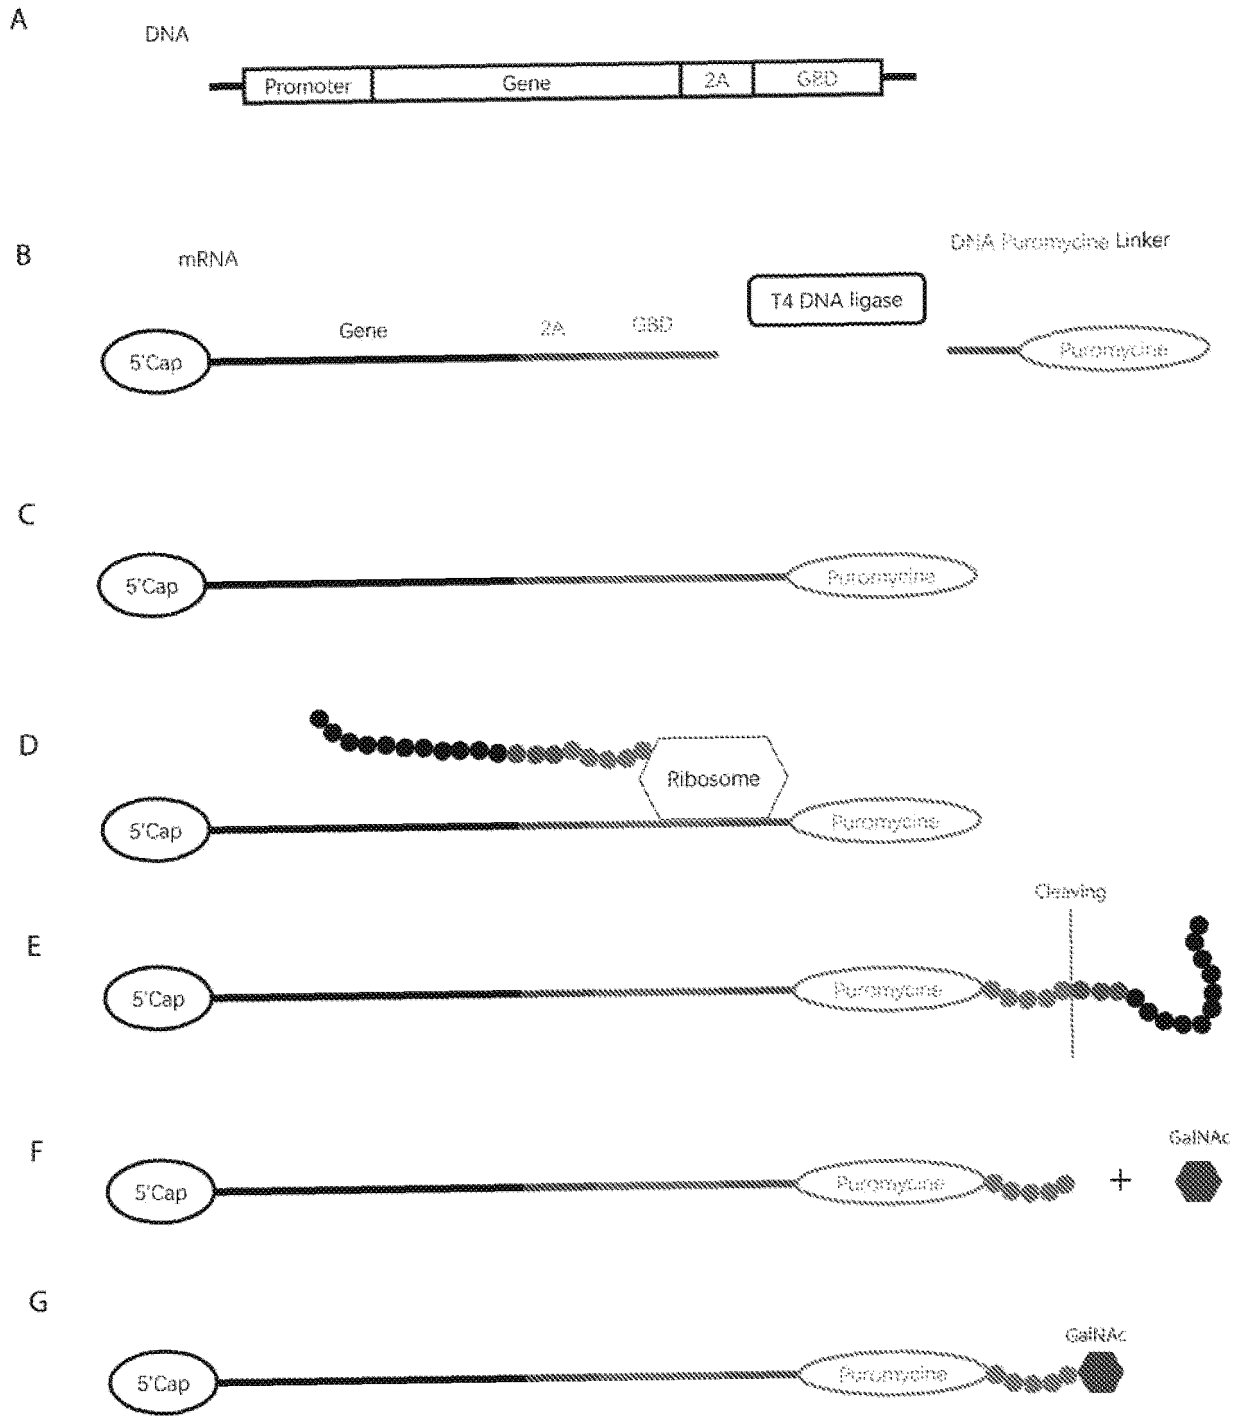 A
DNA
Promoter Gene 2A GBD
B
mRNA
DNA Puromycine Linker
T4 DNA ligase
Gene 2A GBD
5'Cap
Puromycine
C
5'Cap
Puromycine
D
Ribosome
5'Cap
Puromycine
Cleaving
E
5'Cap
Puromycine
F
GalNAc
5'Cap
Puromycine
+
G
GalNAc
5'Cap
Puromycine